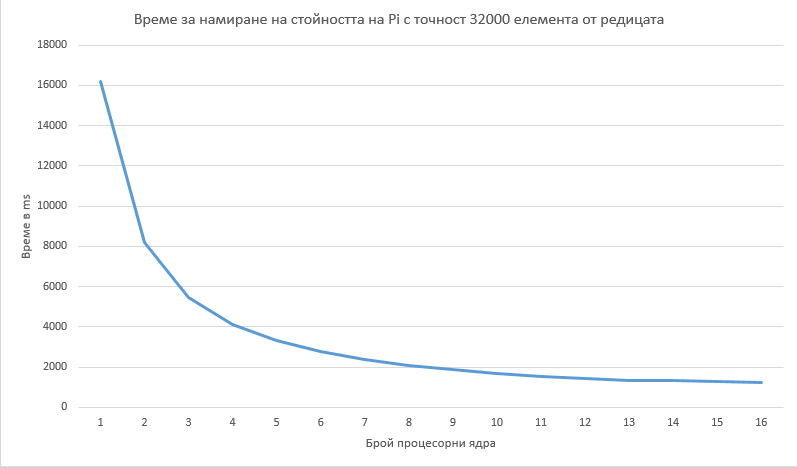 Време за намиране на стойността на Pi с точност 32000 елемента от редицата
18000
16000
14000
12000
10000
8000
6000
4000
2000
0
Време в ms
1 2 3 4 5 6 7 8 9 10 11 12 13 14 15 16
Брой процесорни ядра